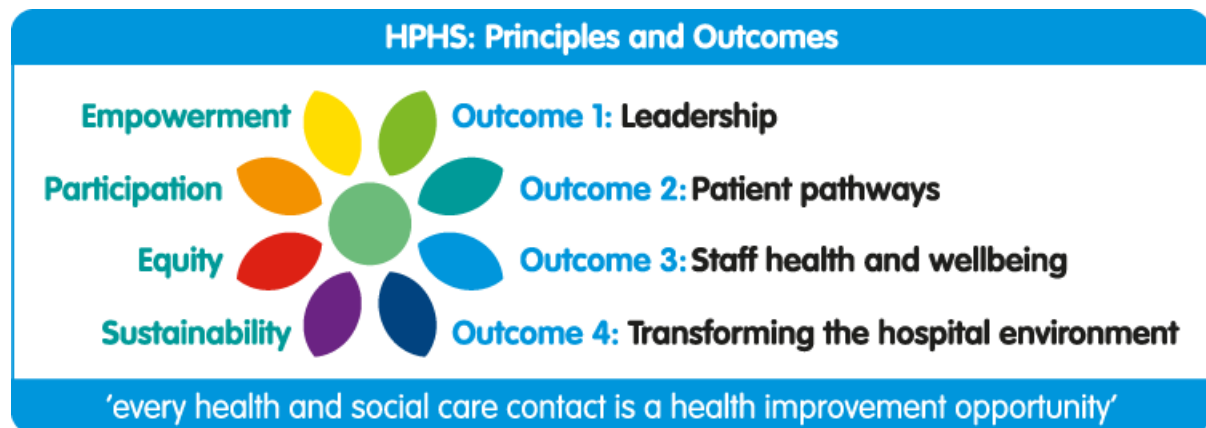 HPHS: Principles and Outcomes
Empowerment Outcome 1: Leadership
Participation Outcome 2: Patient pathways
Equity Outcome 3: Staff health and wellbeing
Sustainability Outcome 4: Transforming the hospital environment
'every health and social care contact is a health improvement opportunity'